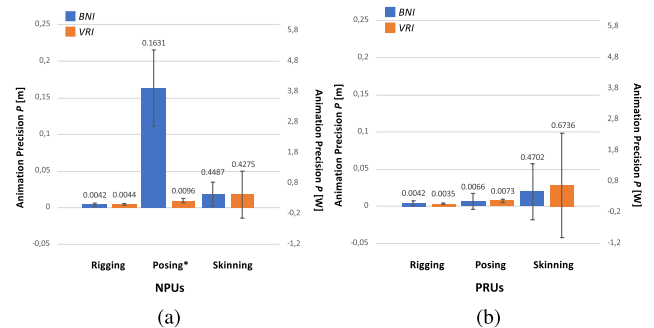 0,25
BNI
VRI
5,8
0.1631
0,2
4,8
0,15
3,8
0,1
2,8
1,8
0,05
0.4487
0.4275
0.0042
0.0044
0.0096
0,8
0
-0,2
-0,05
-1,2
Animation Precision P [m]
Animation Precision P [W]
Rigging
Posing*
Skinning
NPUs
(a)
0,25
BNI
VRI
5,8
0,2
4,8
0,15
3,8
0,1
2,8
0.6736
1,8
0,05
0.4702
0.0042
0.0035
0.0066
0.0073
0,8
0
-0,2
-0,05
-1,2
Animation Precision P [m]
Animation Precision P [W]
Rigging
Posing
Skinning
PRUs
(b)